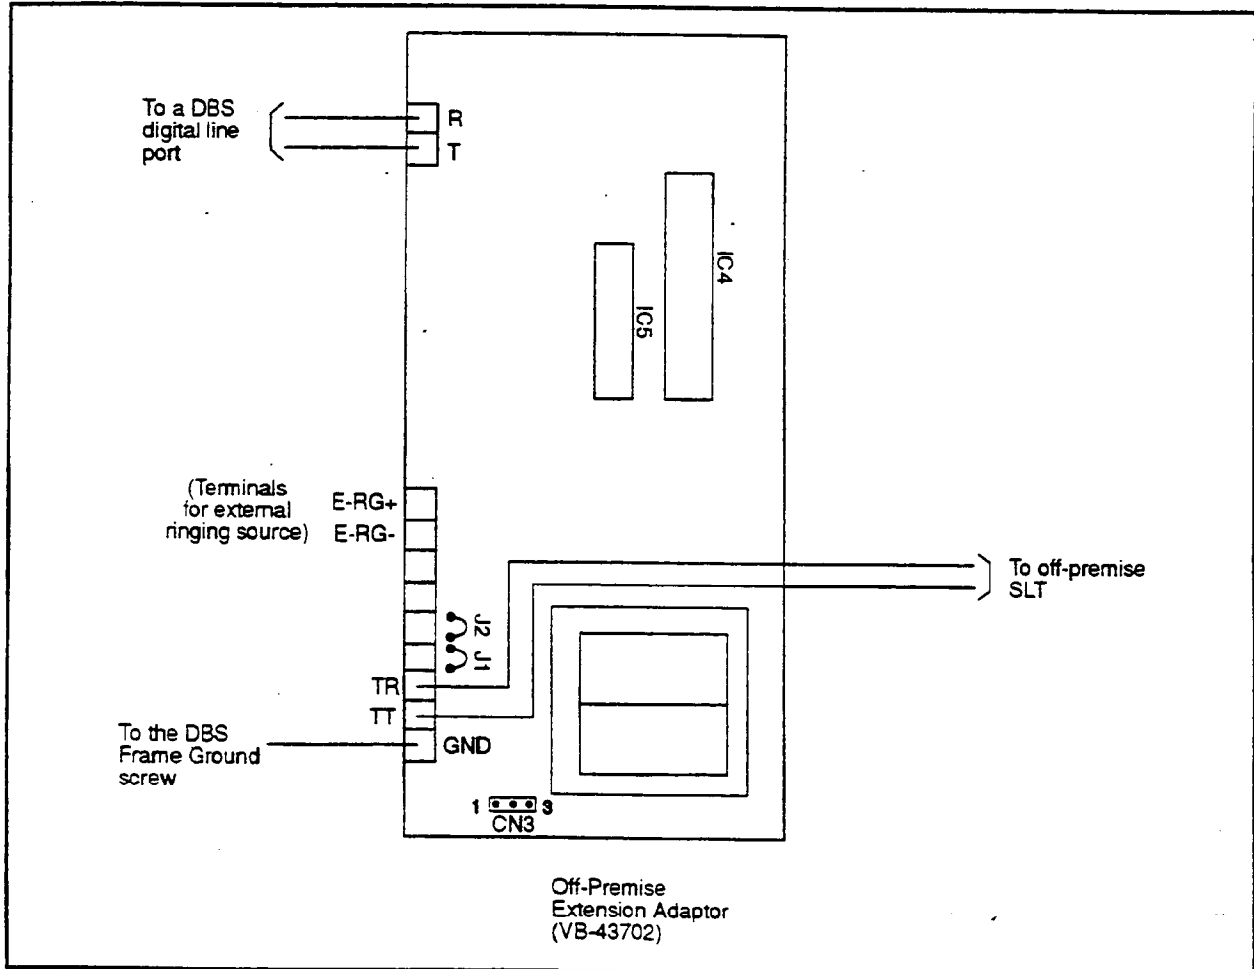 To a DBS
digital line
port
R
T
IC4
IC5
(Terminals
for external
ringing source)
E-RG+
E-RG-
To off-premise
SLT
J2
J1
TR
TT
To the DBS
Frame Ground
screw
GND
1 3
CN3
Off-Premise
Extension Adaptor
(VB-43702)